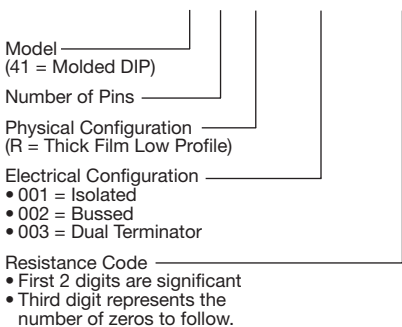 Model
(41 = Molded DIP)
Number of Pins
Physical Configuration
(R = Thick Film Low Profile)
Electrical Configuration
• 001 = Isolated
• 002 = Bussed
• 003 = Dual Terminator
Resistance Code
• First 2 digits are significant
• Third digit represents the
number of zeros to follow.